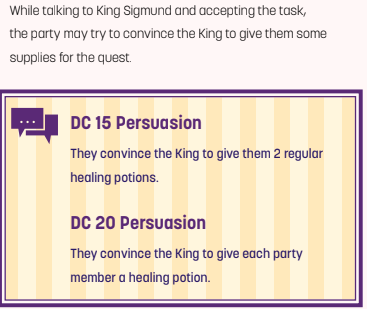 While talking to King Sigmund and accepting the task,
the party may try to convince the King to give them some
supplies for the quest.
DC 15 Persuasion
They convince the King to give them 2 regular
healing potions.
DC 20 Persuasion
They convince the King to give each party
member a healing potion.